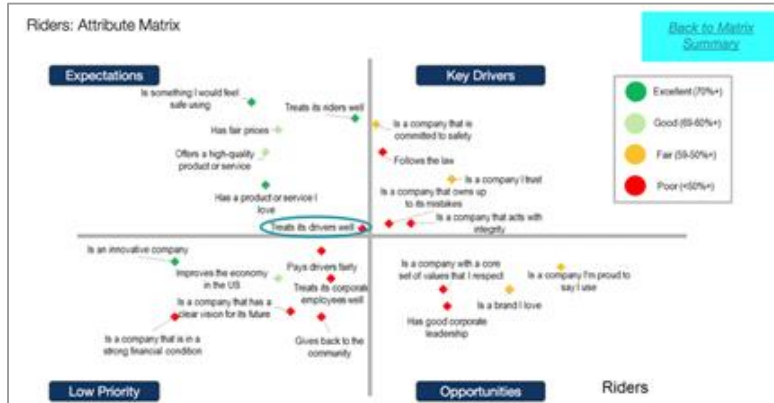 Riders: Attribute Matrix
Back to Matrix
Summary
Expectations
Key Drivers
Is something I would feel
safe using
Treats its riders well
Has fair prices
Is a company that is
committed to safety
Offers a high-quality
product or service
Follows the law
Is a company I trust
Has a product or service I
love
Is a company that owns up
to its mistakes
Treats its drivers well
Is a company that acts with
integrity
Excellent (70%+)
Good (69-60%+)
Fair (59-50%+)
Poor (<50%+)
Is an innovative company
Pays drivers fairly
Improves the economy
in the US
Treats its corporate
employees well
Is a company that has a
clear vision for its future
Is a company that is in a
strong financial condition
Gives back to the
community
Is a company with a core
set of values that I respect
Is a company I'm proud to
say I use
Is a brand I love
Has good corporate
leadership
Low Priority
Opportunities
Riders